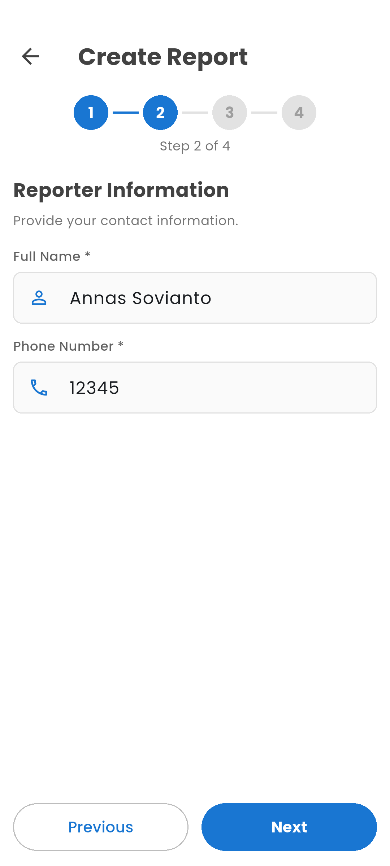 Create Report
1 2 3 4
Step 2 of 4
Reporter Information
Provide your contact information.
Full Name *
Annas Sovianto
Phone Number *
12345
Previous Next